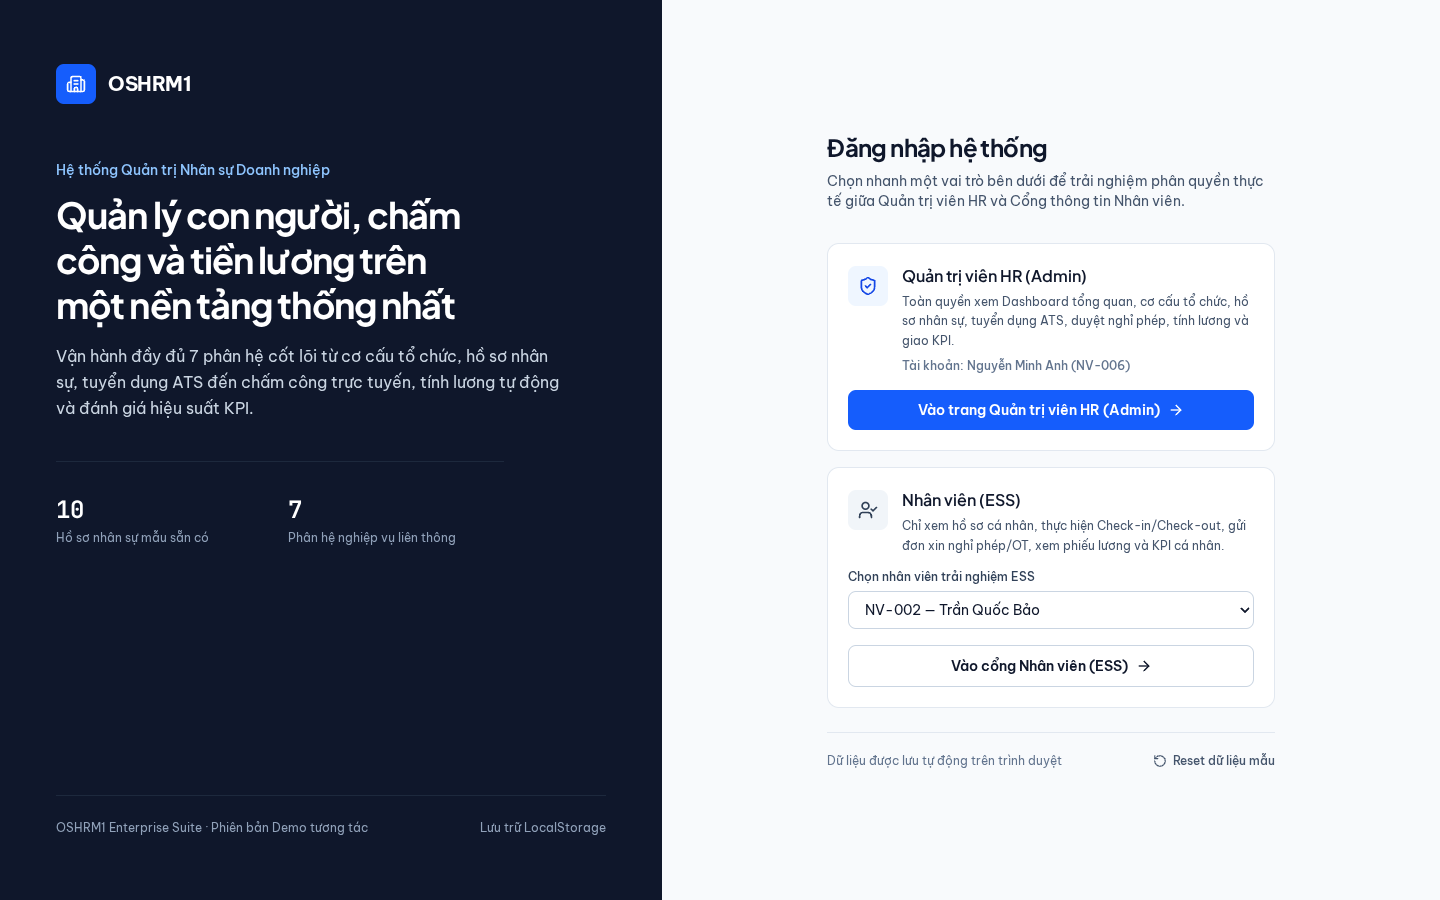 OSHRM1
Hệ thống Quản trị Nhân sự Doanh nghiệp
Quản lý con người, chấm
công và tiền lương trên
một nền tảng thống nhất
Vận hành đầy đủ 7 phân hệ cốt lõi từ cơ cấu tổ chức, hồ sơ nhân
sự, tuyển dụng ATS đến chấm công trực tuyến, tính lương tự động
và đánh giá hiệu suất KPI.
10
Hồ sơ nhân sự mẫu sẵn có
7
Phân hệ nghiệp vụ liên thông
OSHRM1 Enterprise Suite · Phiên bản Demo tương tác
Lưu trữ LocalStorage
Đăng nhập hệ thống
Chọn nhanh một vai trò bên dưới để trải nghiệm phân quyền thực
tế giữa Quản trị viên HR và Cổng thông tin Nhân viên.
Quản trị viên HR (Admin)
Toàn quyền xem Dashboard tổng quan, cơ cấu tổ chức, hồ
sơ nhân sự, tuyển dụng ATS, duyệt nghỉ phép, tính lương và
giao KPI.
Tài khoản: Nguyễn Minh Anh (NV-006)
Vào trang Quản trị viên HR (Admin)
Nhân viên (ESS)
Chỉ xem hồ sơ cá nhân, thực hiện Check-in/Check-out, gửi
đơn xin nghỉ phép/OT, xem phiếu lương và KPI cá nhân.
Chọn nhân viên trải nghiệm ESS
NV-002 — Trần Quốc Bảo
Vào cổng Nhân viên (ESS)
Dữ liệu được lưu tự động trên trình duyệt
Reset dữ liệu mẫu